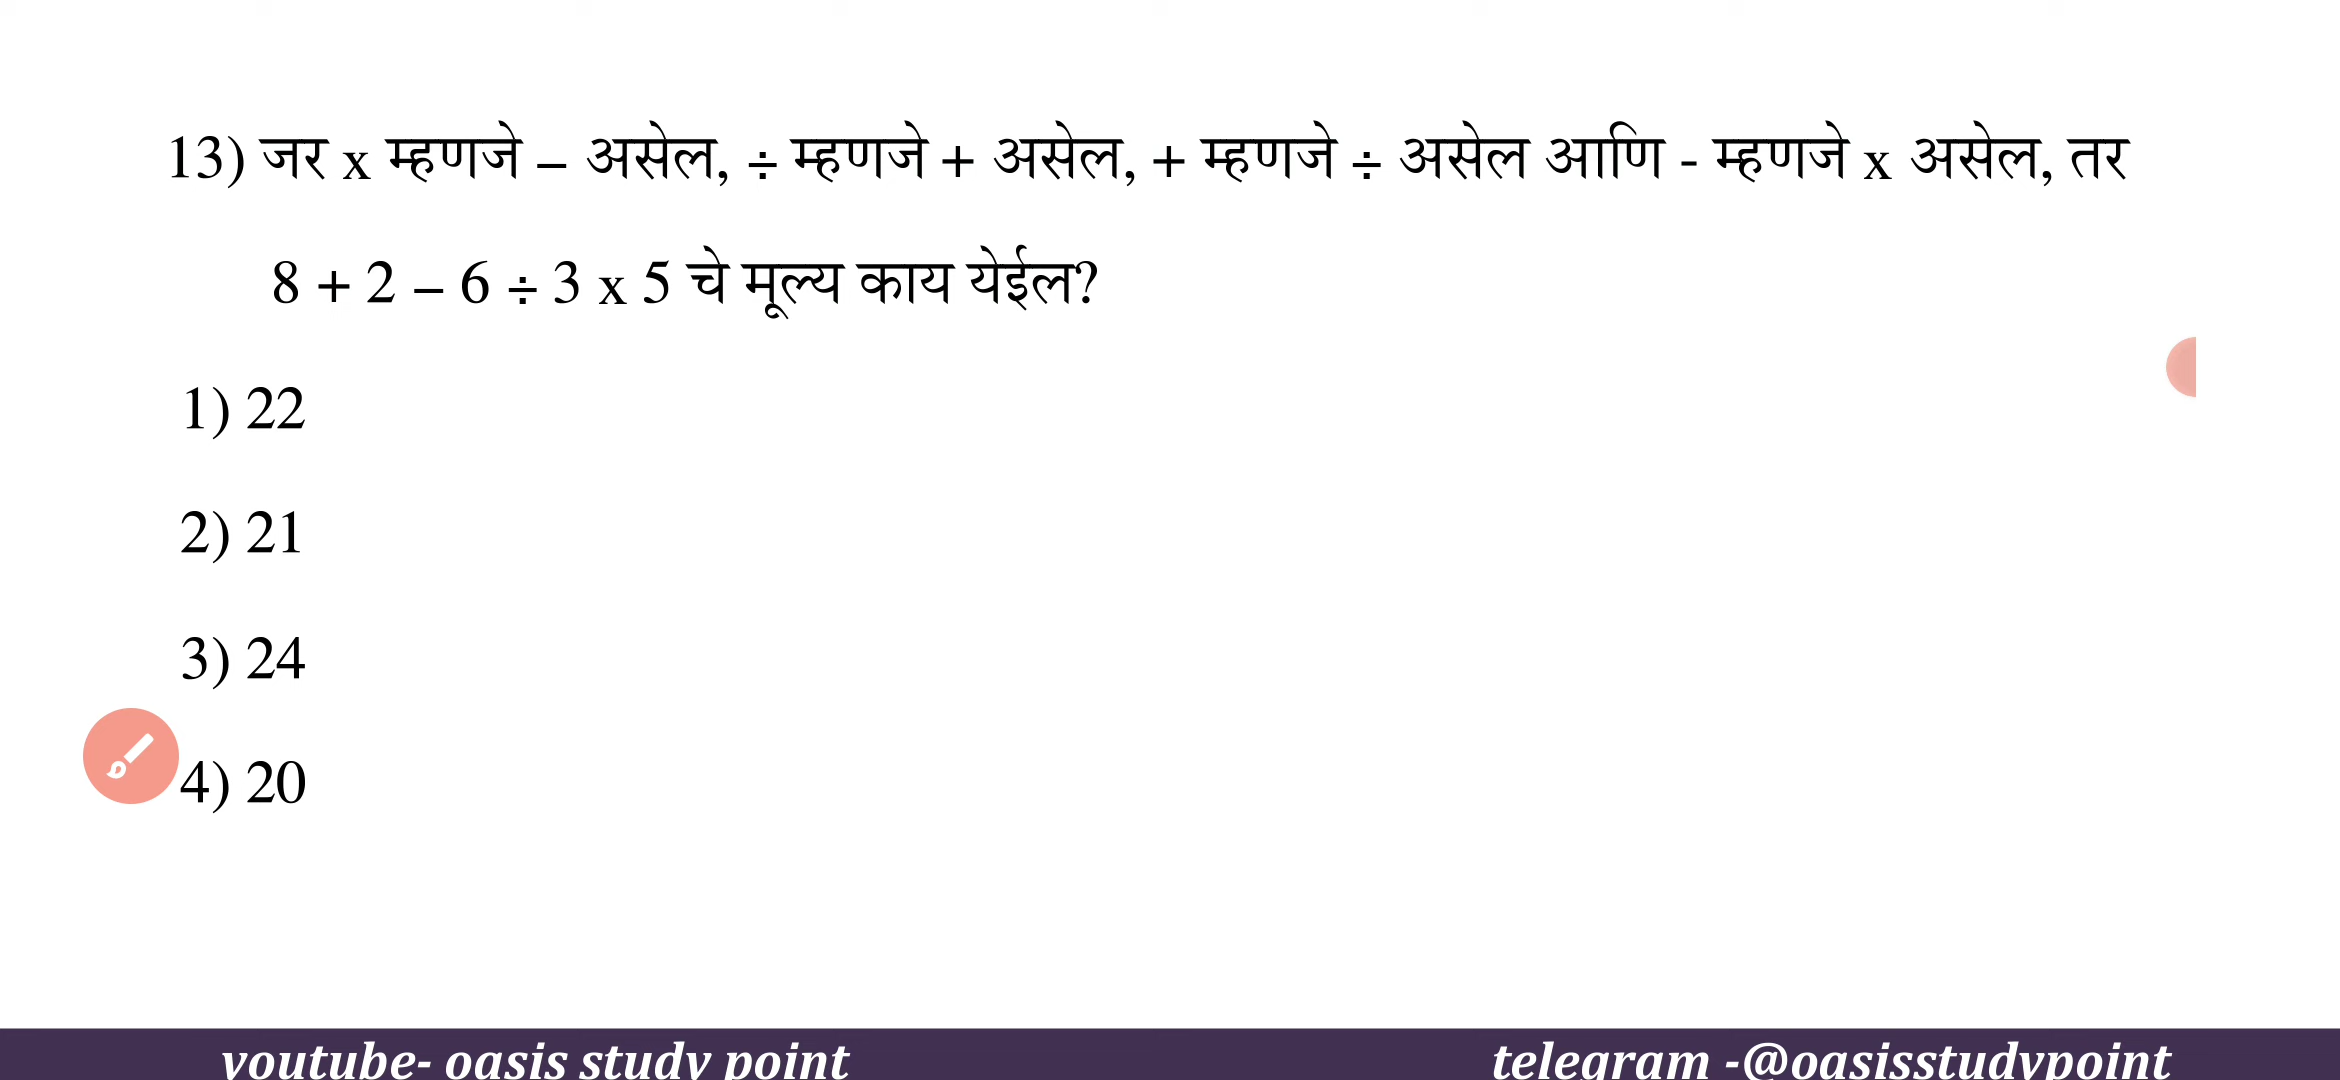 13) जर x म्हणजे – असेल, ÷ म्हणजे + असेल, + म्हणजे ÷ असेल आणि - म्हणजे x असेल, तर
8 + 2 – 6 ÷ 3 x 5 चे मूल्य काय येईल?
1) 22
2) 21
3) 24
4) 20
youtube- oasis study point telegram -@oasisstudypoint